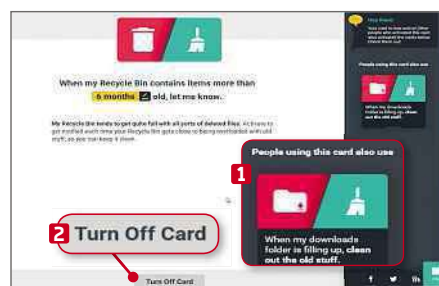 When my Recycle Bin contains items more than
6 months old, let me know.
My Recycle Bin tends to get quite full with all sorts of deleted files. Activate to
get notified each time your Recycle Bin gets close to being overloaded with old
stuff, so you can keep it clean.
2 Turn Off Card
Turn Off Card
1
People using this card also use
When my downloads
folder is filling up, clean
out the old stuff.
Hey there!
People using this card also use
When my downloads
folder is filling up, clean
out the old stuff.